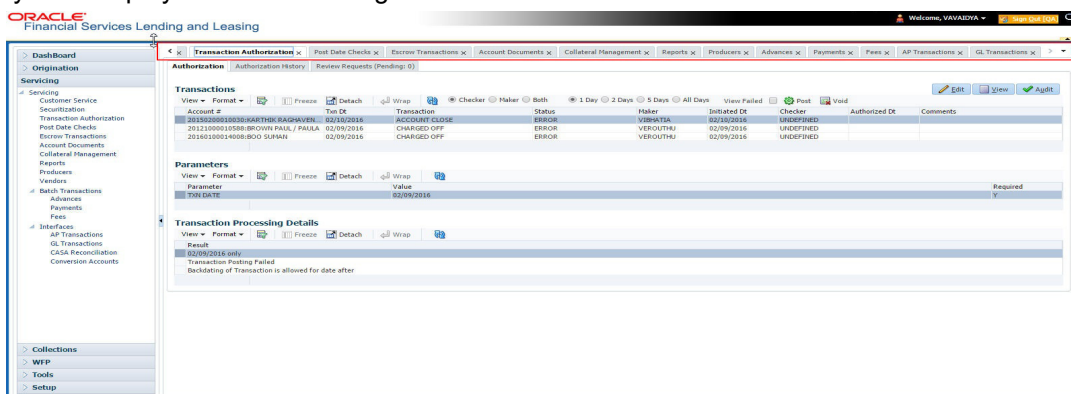 ORACLE
Financial Services Lending and Leasing
Welcome, VAVAIDYA
Sign Out (QA)
DashBoard
Origination
Servicing
Servicing
Customer Service
Securitization
Transaction Authorization
Post Date Checks
Escrow Transactions
Account Documents
Collateral Management
Reports
Producers
Vendors
Batch Transactions
Advances
Payments
Fees
Interfaces
AP Transactions
GL Transactions
CASA Reconciliation
Conversion Accounts
Collections
WFP
Tools
Setup
Transaction Authorization x Post Date Checks x Escrow Transactions x Account Documents x Collateral Management x Reports x Producers x Advances x Payments x Fees x AP Transactions x GL Transactions x
Authorization Authorization History Review Requests (Pending: 0)
Transactions
Edit View Audit
View Format Freeze Detach Wrap Checker Maker Both 1 Day 2 Days 5 Days All Days View Failed Post Void
Account # Txn Dt Transaction Status Maker Initiated Dt Checker Authorized Dt Comments
20150200010030:KARTHIK RAGHAVEN... 02/10/2016 ACCOUNT CLOSE ERROR VIBHATIA 02/10/2016 UNDEFINED
20121000010588:BROWN PAUL / PAULA 02/09/2016 CHARGED OFF ERROR VEROUTHU 02/09/2016 UNDEFINED
20160100014008:BOO SUMAN 02/09/2016 CHARGED OFF ERROR VEROUTHU 02/09/2016 UNDEFINED
Parameters
View Format Freeze Detach Wrap
Parameter Value Required
TXN DATE 02/09/2016 Y
Transaction Processing Details
View Format Freeze Detach Wrap
Result
02/09/2016 only
Transaction Posting Failed
Backdating of Transaction is allowed for date after